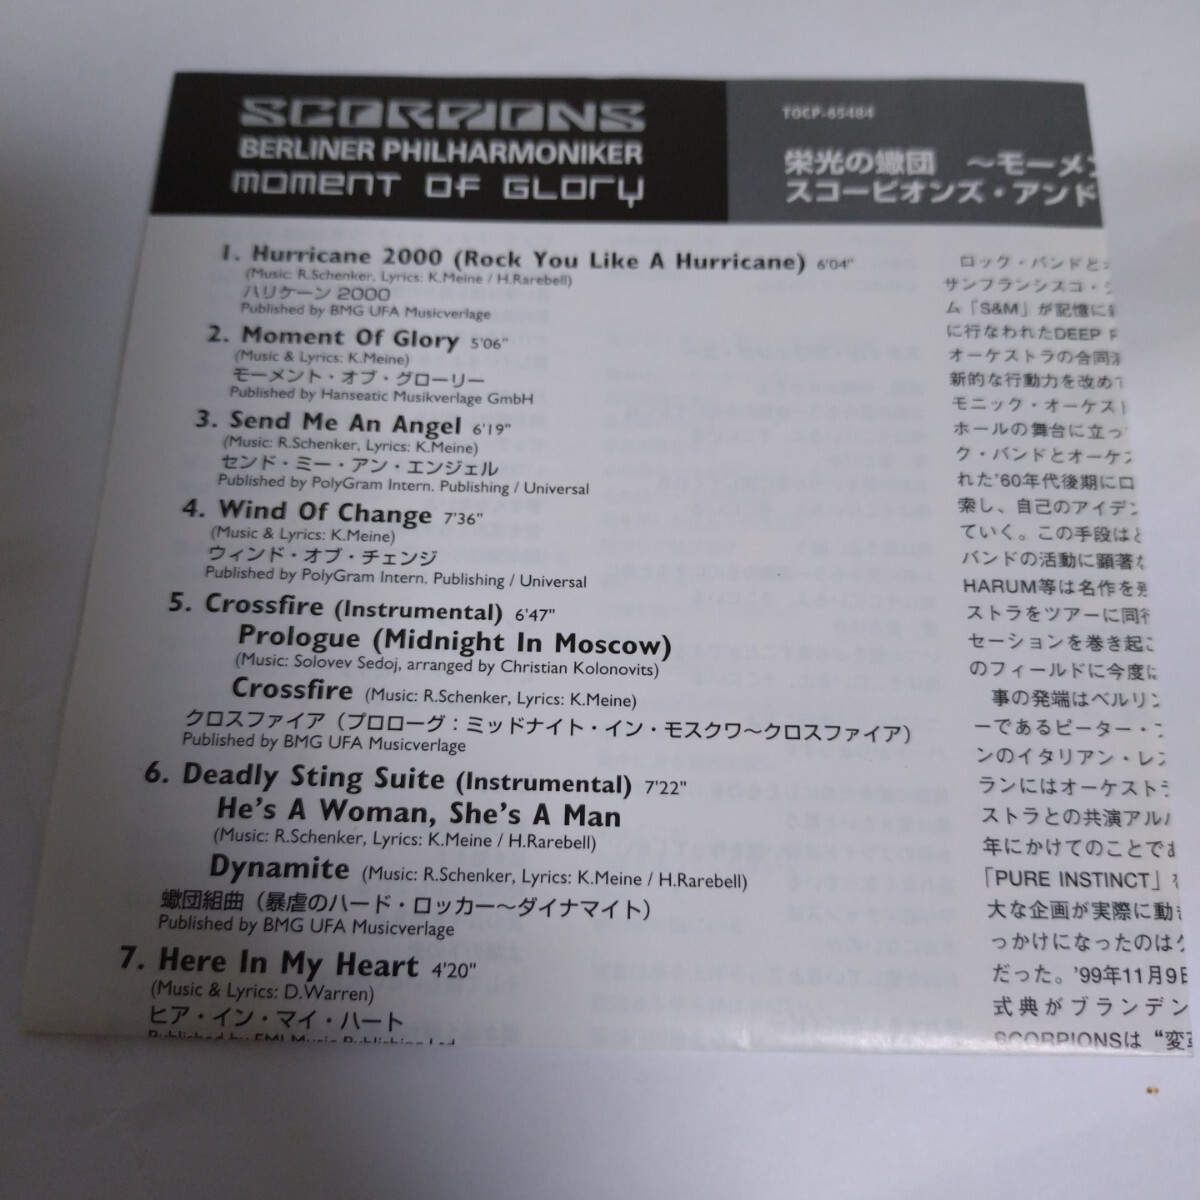 SCORPIONS
BERLINER PHILHARMONIKER
MOMENT OF GLORY
TOCP-65484
栄光の蠍団 ～モーメン
スコーピオンズ・アンド
1. Hurricane 2000 (Rock You Like A Hurricane) 6'04"
(Music: R.Schenker, Lyrics: K.Meine / H.Rarebell)
ハリケーン 2000
Published by BMG UFA Musicverlage
2. Moment Of Glory 5'06"
(Music & Lyrics: K.Meine)
モーメント・オブ・グローリー
Published by Hanseatic Musikverlage GmbH
3. Send Me An Angel 6'19"
(Music: R.Schenker, Lyrics: K.Meine)
センド・ミー・アン・エンジェル
Published by PolyGram Intern. Publishing / Universal
4. Wind Of Change 7'36"
(Music & Lyrics: K.Meine)
ウィンド・オブ・チェンジ
Published by PolyGram Intern. Publishing / Universal
5. Crossfire (Instrumental) 6'47"
Prologue (Midnight In Moscow)
(Music: Solovev Sedoj, arranged by Christian Kolonovits)
Crossfire (Music: R.Schenker, Lyrics: K.Meine)
クロスファイア（プロローグ：ミッドナイト・イン・モスクワ～クロスファイア）
Published by BMG UFA Musicverlage
6. Deadly Sting Suite (Instrumental) 7'22"
He's A Woman, She's A Man
(Music: R.Schenker, Lyrics: K.Meine / H.Rarebell)
Dynamite (Music: R.Schenker, Lyrics: K.Meine / H.Rarebell)
蠍団組曲（暴虐のハード・ロッカー～ダイナマイト）
Published by BMG UFA Musicverlage
7. Here In My Heart 4'20"
(Music & Lyrics: D.Warren)
ヒア・イン・マイ・ハート
Published by EMI Music Publishing Ltd
ロック・バンドと
サンフランシスコ・シ
ム「S&M」が記憶に
に行なわれたDEEP P
オーケストラの合同演
新的な行動力を改めて
モニック・オーケスト
ホールの舞台に立っ
ク・バンドとオーケス
れた'60年代後期にロ
索し、自己のアイデン
ていく。この手段はと
バンドの活動に顕著な
HARUM等は名作を残
ストラをツアーに同行
セーションを巻き起こ
のフィールドに今度は
事の発端はベルリン
ーであるピーター・
ンのイタリアン・レス
ランにはオーケストラ
ストラとの共演アルバ
年にかけてのことであ
「PURE INSTINCT」を
大な企画が実際に動き
っかけになったのは
だった。'99年11月9日
式典がブランデン
SCORPIONSは“変革